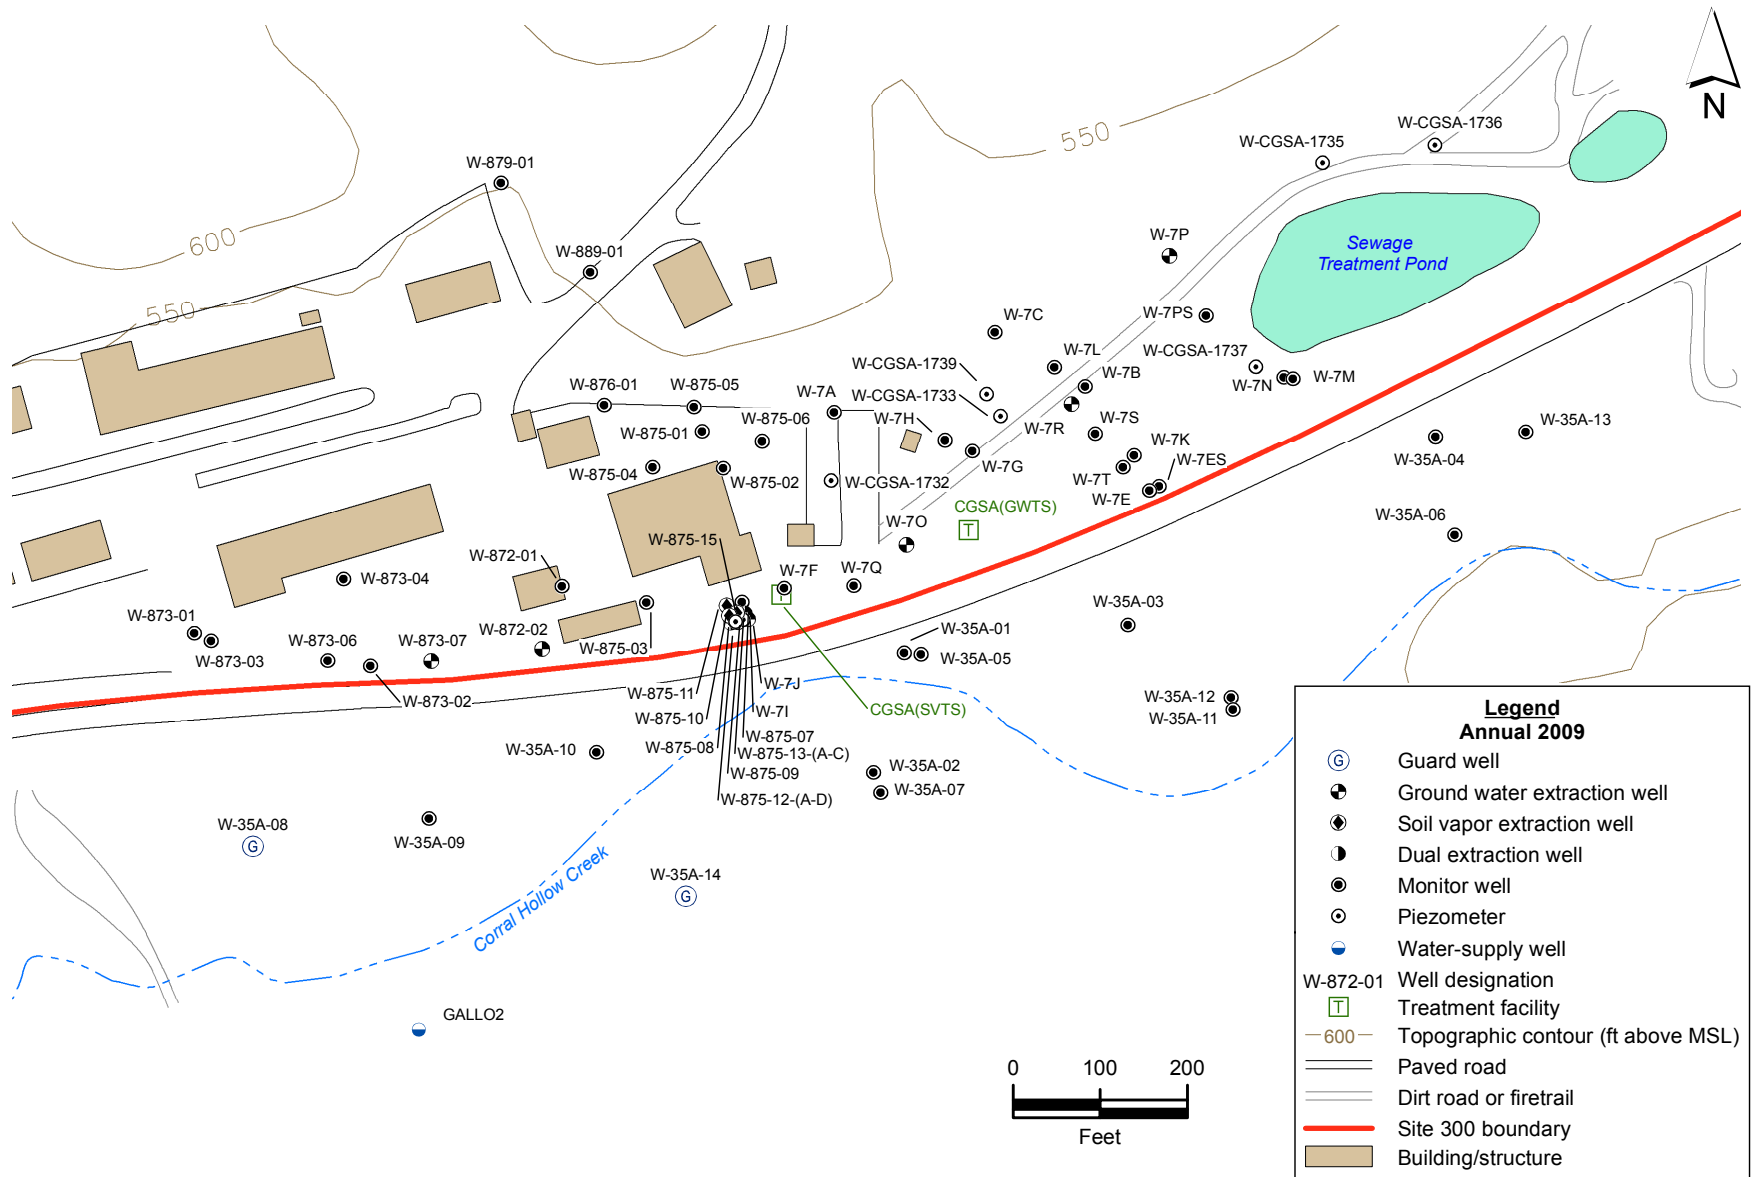 N
W-CGSA-1736
W-CGSA-1735
550
W-879-01
600
W-889-01
550
W-7P
Sewage
Treatment Pond
W-7PS
W-7C
W-7L
W-CGSA-1737
W-CGSA-1739
W-7B
W-7N
W-7M
W-876-01
W-875-05
W-7A
W-CGSA-1733
W-875-06
W-7H
W-7R
W-7S
W-35A-13
W-875-01
W-7K
W-35A-04
W-7ES
W-875-04
W-875-02
W-7G
W-7T
W-CGSA-1732
W-7E
CGSA(GWTS)
T
W-7O
W-35A-06
W-875-15
W-872-01
W-7F
W-7Q
T
W-873-04
W-35A-03
W-873-01
W-873-03
W-873-06
W-873-07
W-872-02
W-875-03
W-35A-01
W-35A-05
W-873-02
W-875-11
W-7J
W-35A-12
W-35A-11
W-875-10
W-7I
CGSA(SVTS)
W-875-07
W-35A-10
W-875-08
W-875-13-(A-C)
W-875-09
W-35A-02
W-35A-07
W-875-12-(A-D)
W-35A-08
G
W-35A-09
Corral Hollow Creek
W-35A-14
G
GALLO2
0 100 200
Feet
Legend
Annual 2009
G Guard well
Ground water extraction well
Soil vapor extraction well
Dual extraction well
Monitor well
Piezometer
Water-supply well
W-872-01 Well designation
T Treatment facility
600 Topographic contour (ft above MSL)
Paved road
Dirt road or firetrail
Site 300 boundary
Building/structure